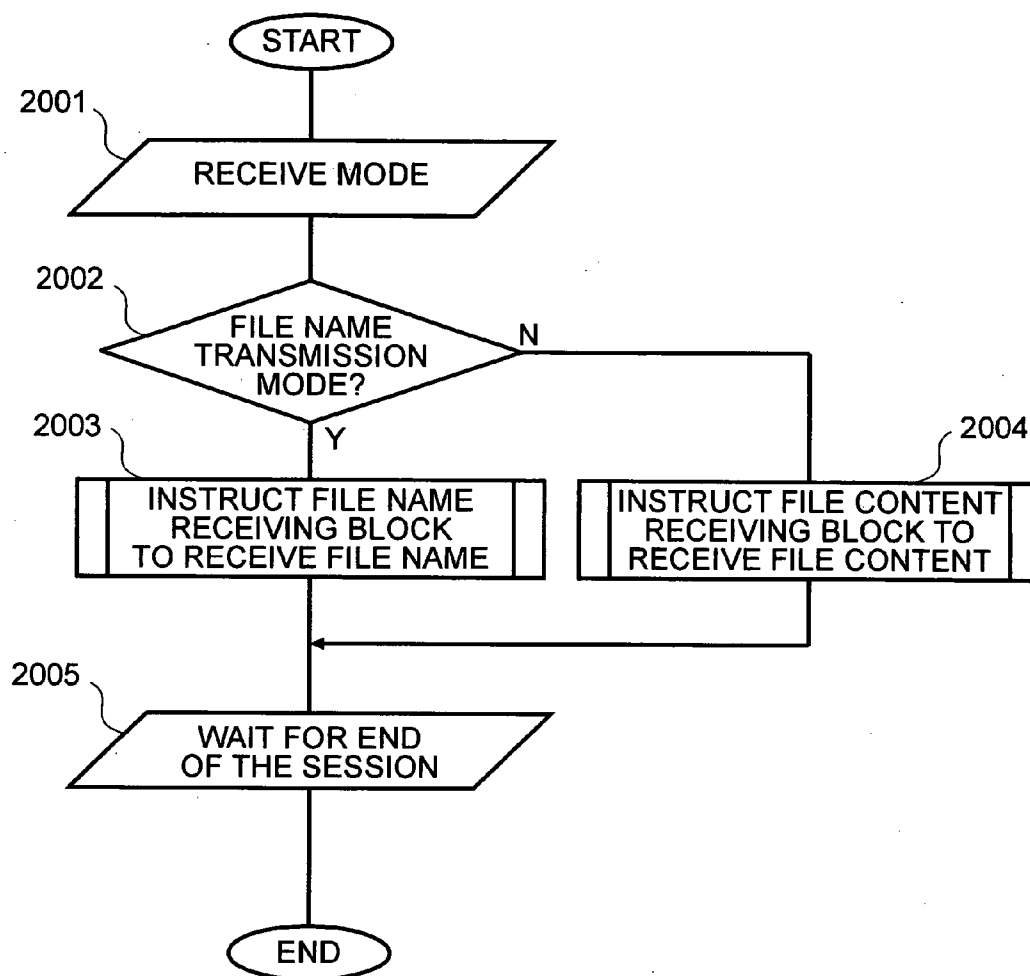 START
2001
RECEIVE MODE
2002
FILE NAME
TRANSMISSION
MODE?
N
Y
2003
INSTRUCT FILE NAME
RECEIVING BLOCK
TO RECEIVE FILE NAME
2004
INSTRUCT FILE CONTENT
RECEIVING BLOCK TO
RECEIVE FILE CONTENT
2005
WAIT FOR END
OF THE SESSION
END